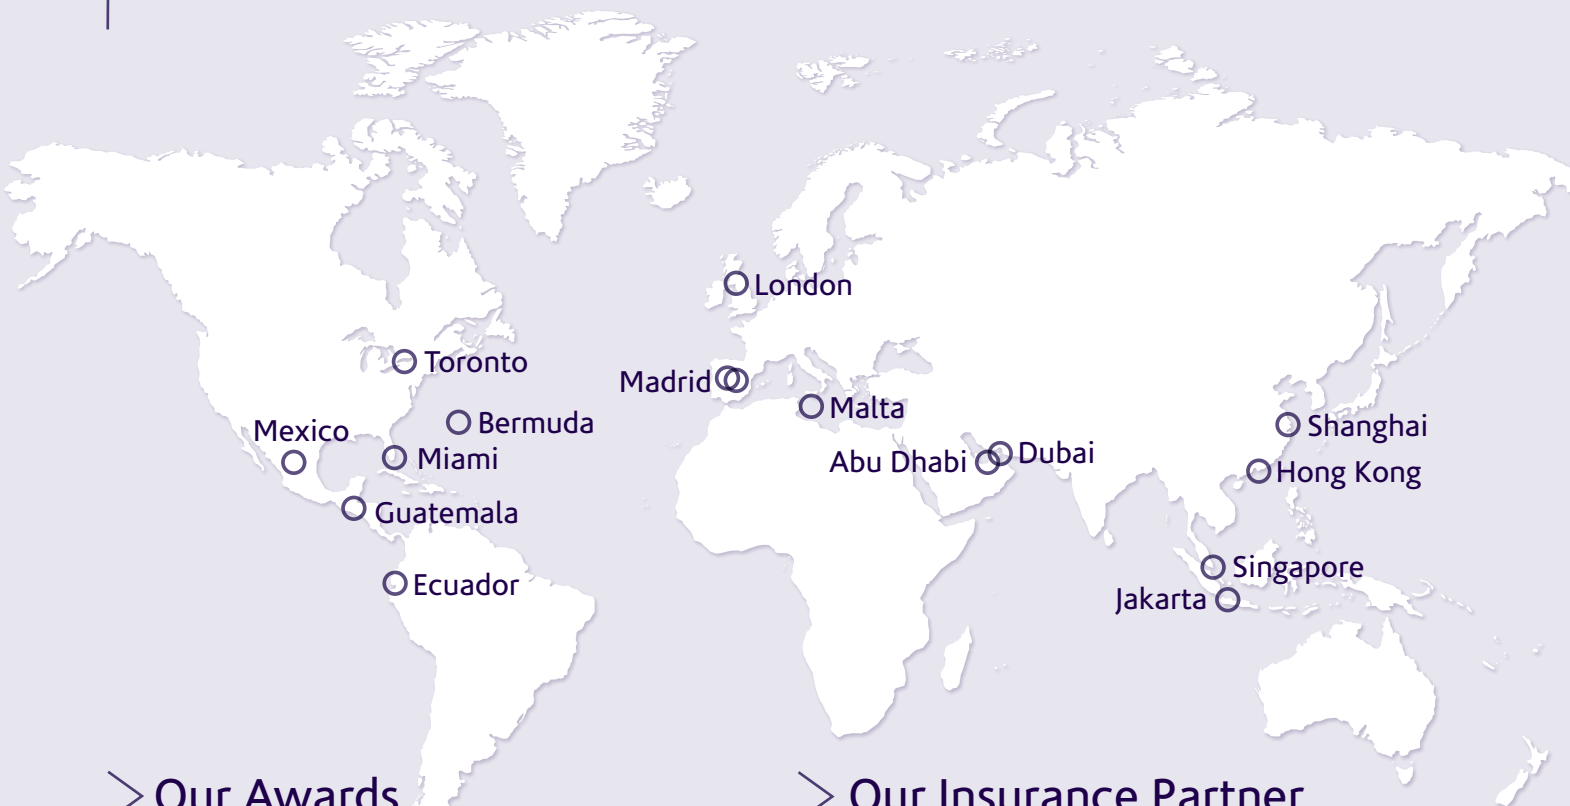 London
Toronto
Madrid
Malta
Bermuda
Mexico
Shanghai
Miami
Abu Dhabi
Dubai
Hong Kong
Guatemala
Singapore
Ecuador
Jakarta
Our Awards
Our Insurance Partner